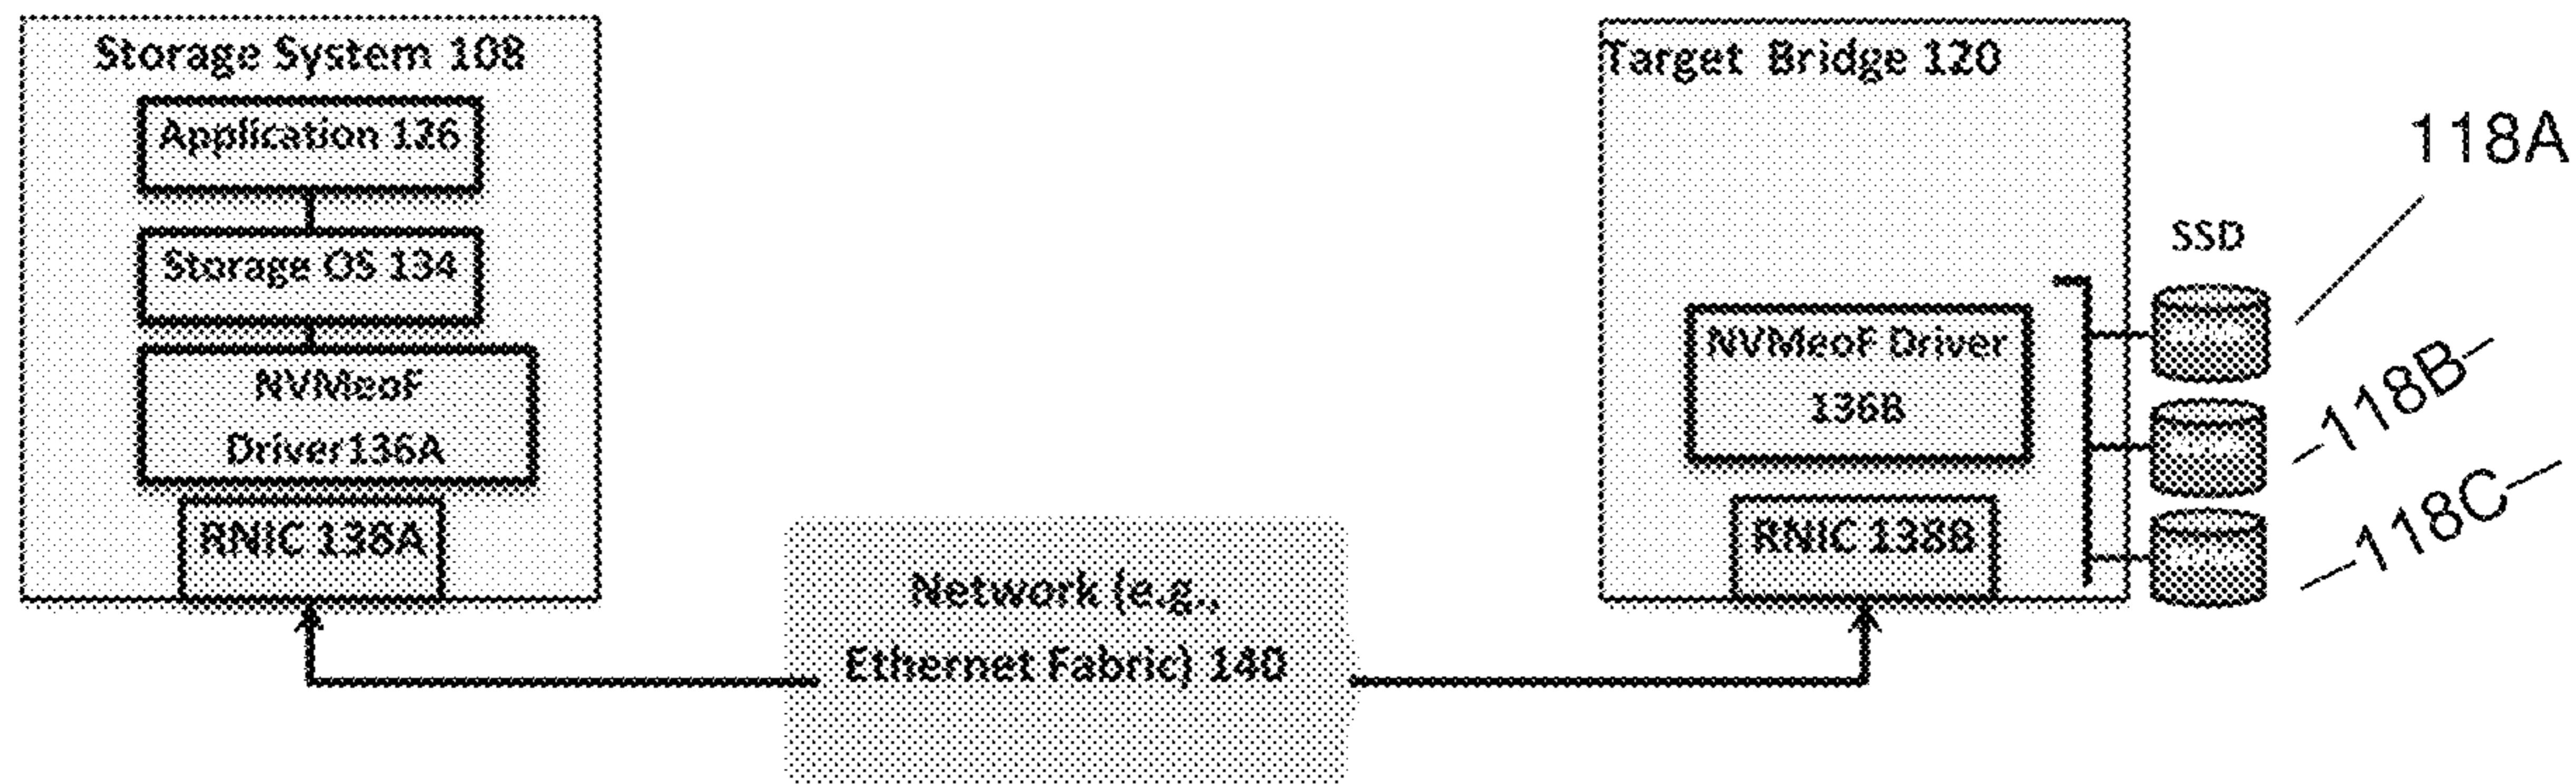 Storage System 108
Application 126
Storage OS 134
NVMeoF
Driver136A
RNIC 138A
Network (e.g.,
Ethernet Fabric) 140
Target Bridge 120
NVMeoF Driver
136B
RNIC 138B
SSD
118A
118B
118C